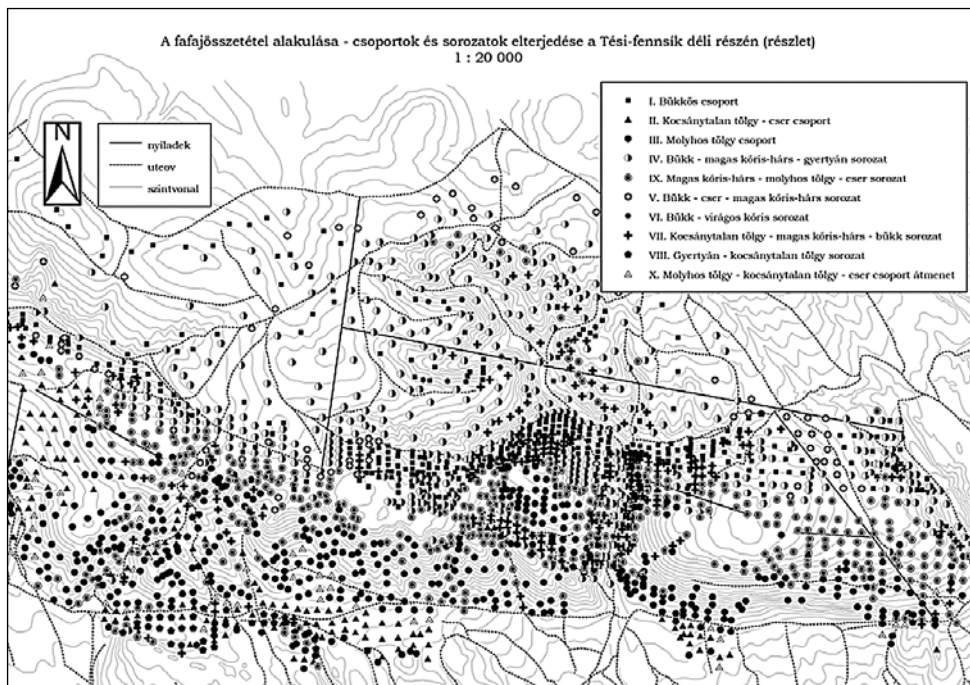 A fafajösszetétel alakulása - csoportok és sorozatok elterjedése a Tési-fennsík déli részén (részlet)
1 : 20 000
N
nyiladek
uteov
szintvonal
I. Bükkös csoport
II. Kocsánytalan tölgy - cser csoport
III. Molyhos tölgy csoport
IV. Bükk - magas kőris-hárs - gyertyán sorozat
IX. Magas kőris-hárs - molyhos tölgy - cser sorozat
V. Bükk - cser - magas kőris-hárs sorozat
VI. Bükk - virágos kőris sorozat
VII. Kocsánytalan tölgy - magas kőris-hárs - bükk sorozat
VIII. Gyertyán - kocsánytalan tölgy sorozat
X. Molyhos tölgy - kocsánytalan tölgy - cser csoport átmenet